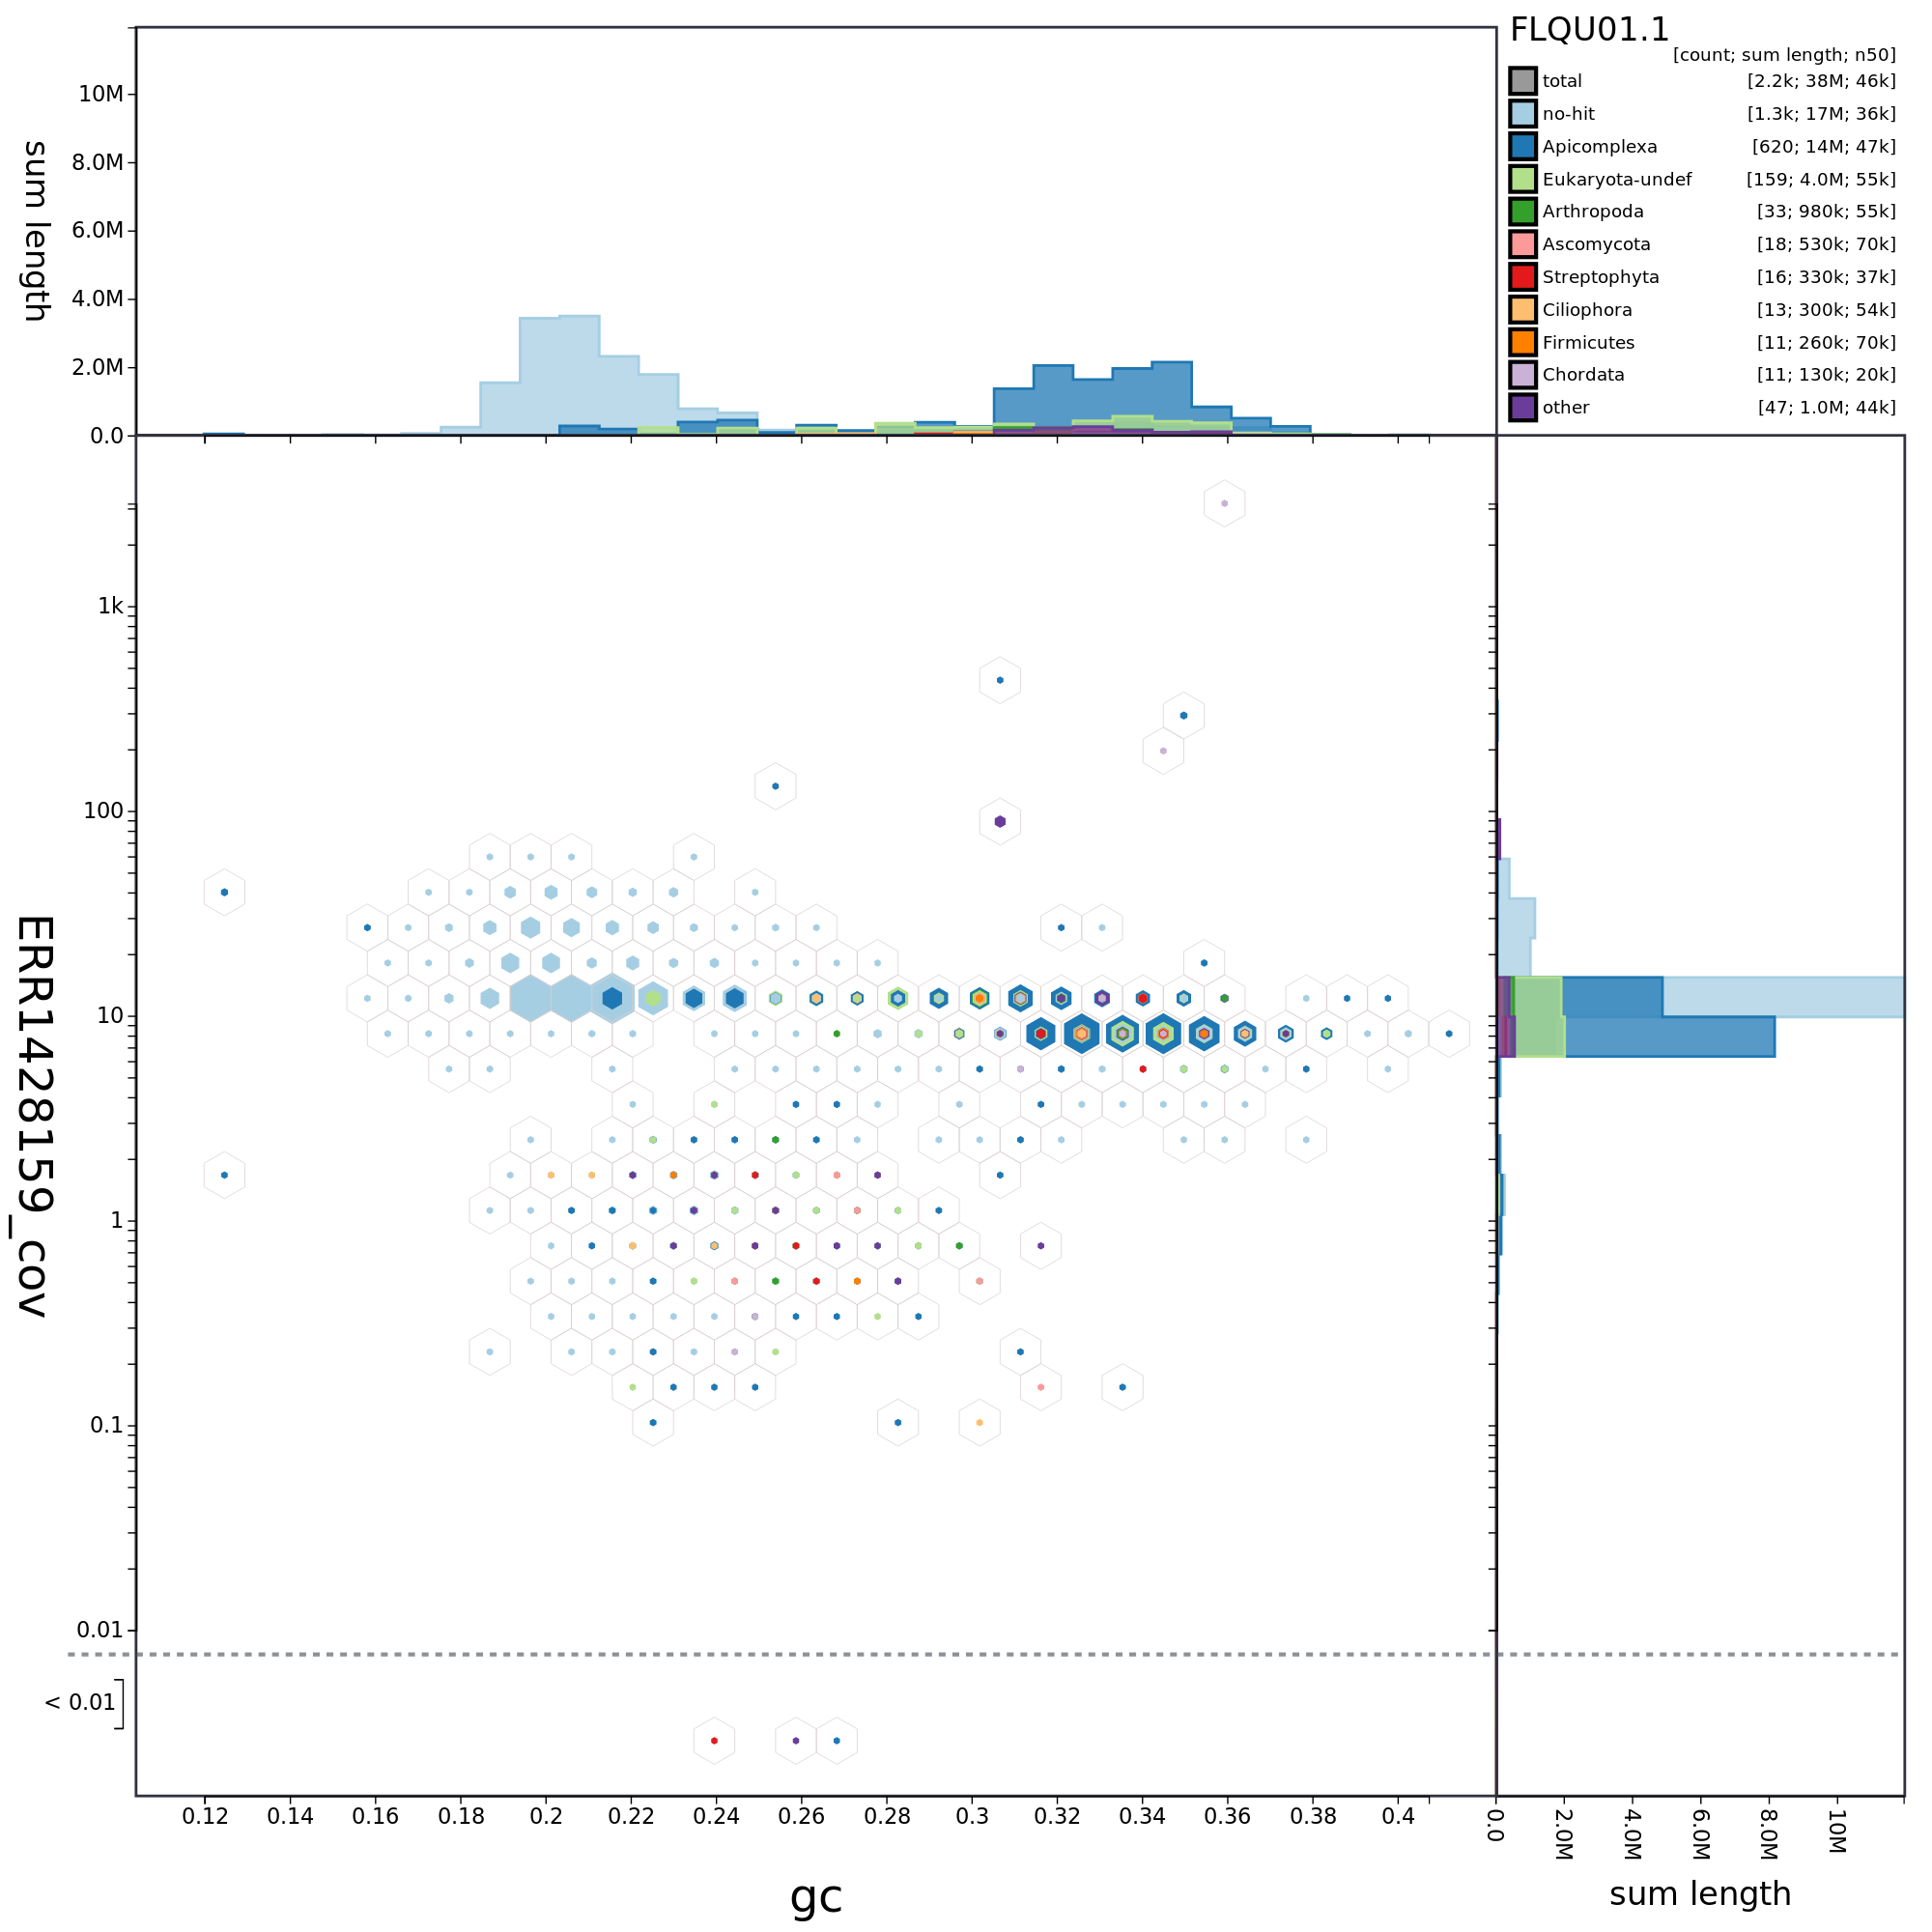 FLQU01.1
[count; sum length; n50]
total [2.2k; 38M; 46k]
no-hit [1.3k; 17M; 36k]
Apicomplexa [620; 14M; 47k]
Eukaryota-undef [159; 4.0M; 55k]
Arthropoda [33; 980k; 55k]
Ascomycota [18; 530k; 70k]
Streptophyta [16; 330k; 37k]
Ciliophora [13; 300k; 54k]
Firmicutes [11; 260k; 70k]
Chordata [11; 130k; 20k]
other [47; 1.0M; 44k]
sum length
10M
8.0M
6.0M
4.0M
2.0M
0.0
ERR1428159_cov
1k
100
10
1
0.1
0.01
< 0.01
0.12 0.14 0.16 0.18 0.2 0.22 0.24 0.26 0.28 0.3 0.32 0.34 0.36 0.38 0.4
gc
0.0 2.0M 4.0M 6.0M 8.0M 10M
sum length